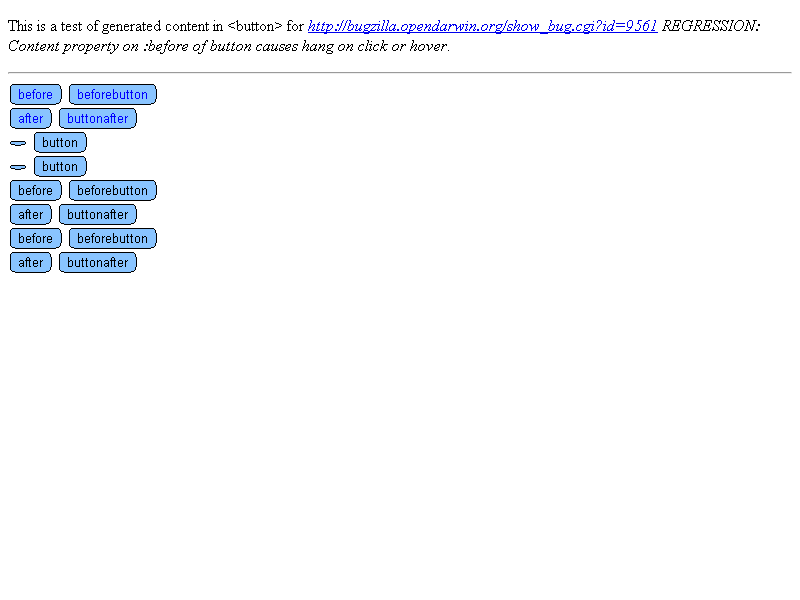 This is a test of generated content in <button> for http://bugzilla.opendarwin.org/show_bug.cgi?id=9561 REGRESSION:
Content property on :before of button causes hang on click or hover.
before beforebutton
after buttonafter
button
button
before beforebutton
after buttonafter
before beforebutton
after buttonafter